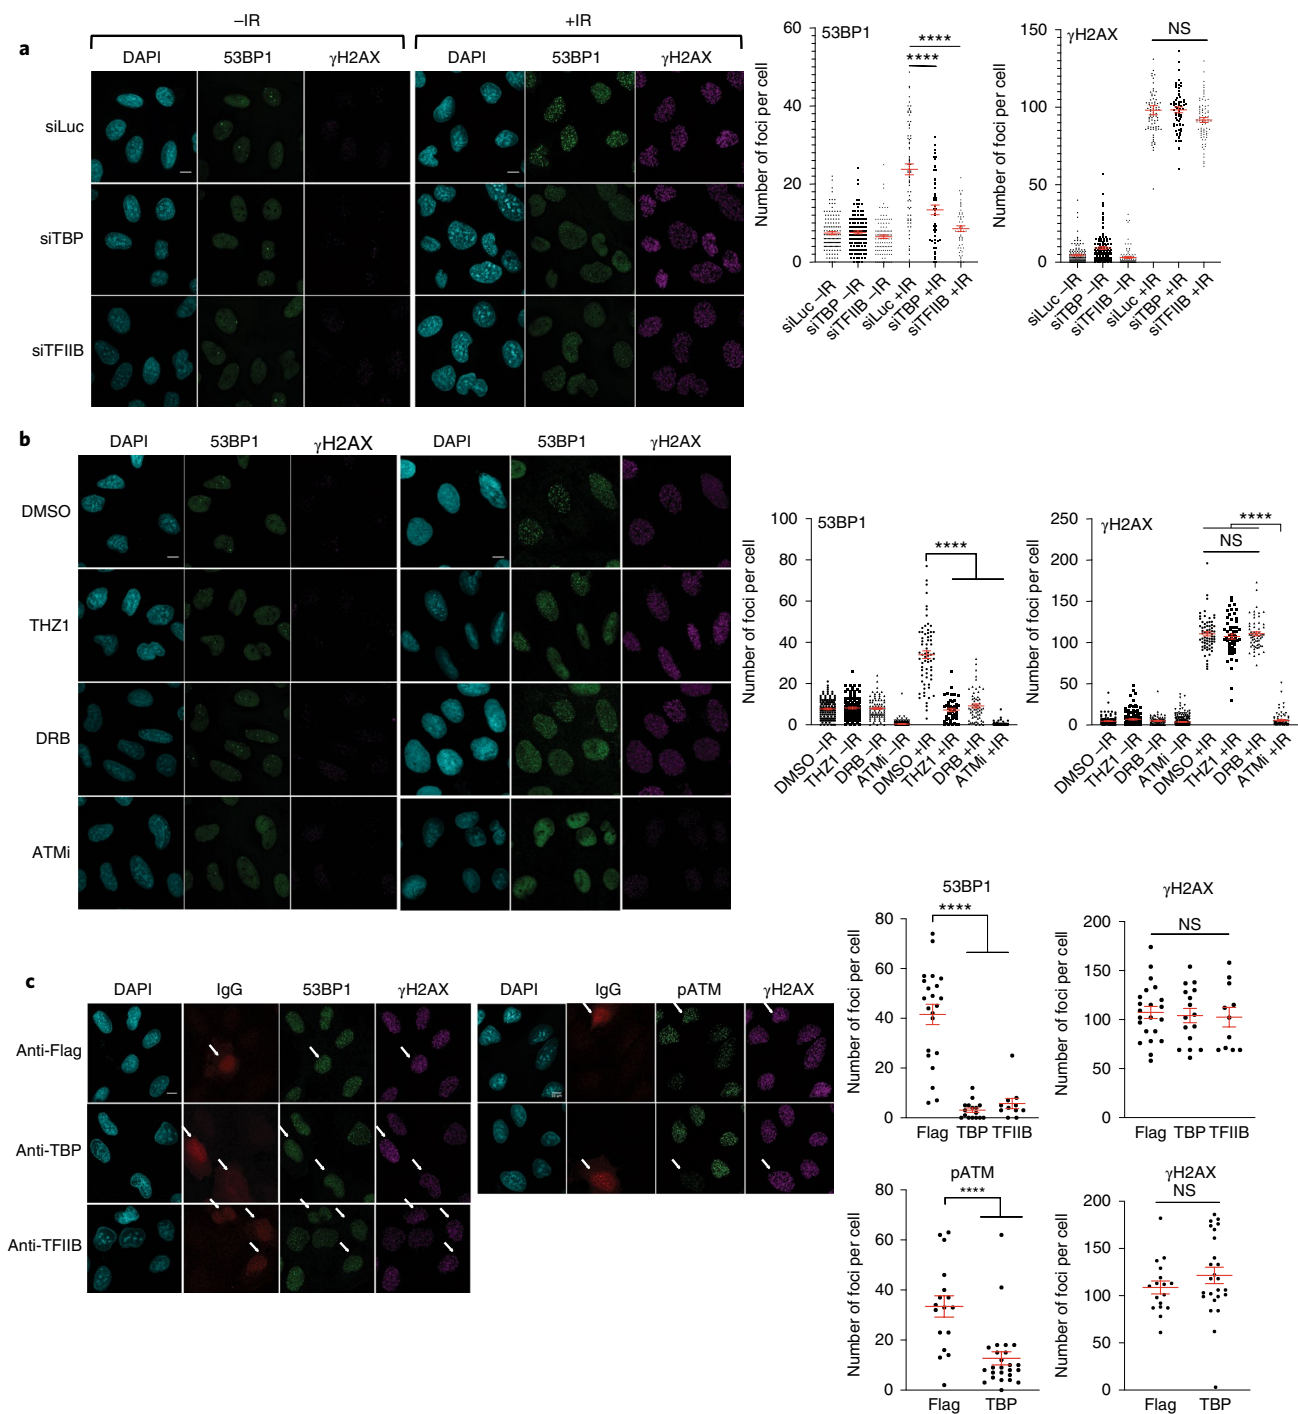 a
–IR
+IR
DAPI 53BP1 γH2AX DAPI 53BP1 γH2AX
siLuc
siTBP
siTFIIB
53BP1
****
****
Number of foci per cell
60
40
20
0
siLuc –IR
siTBP –IR
siTFIIB –IR
siLuc +IR
siTBP +IR
siTFIIB +IR
γH2AX
NS
Number of foci per cell
150
100
50
0
siLuc –IR
siTBP –IR
siTFIIB –IR
siLuc +IR
siTBP +IR
siTFIIB +IR
b
DAPI 53BP1 γH2AX DAPI 53BP1 γH2AX
DMSO
THZ1
DRB
ATMi
53BP1
****
Number of foci per cell
100
80
60
40
20
0
DMSO –IR
THZ1 –IR
DRB –IR
ATMi –IR
DMSO +IR
THZ1 +IR
DRB +IR
ATMi +IR
γH2AX
****
NS
Number of foci per cell
250
200
150
100
50
0
DMSO –IR
THZ1 –IR
DRB –IR
ATMi –IR
DMSO +IR
THZ1 +IR
DRB +IR
ATMi +IR
c
DAPI IgG 53BP1 γH2AX DAPI IgG pATM γH2AX
Anti-Flag
Anti-TBP
Anti-TFIIB
53BP1
****
Number of foci per cell
80
60
40
20
0
Flag TBP TFIIB
γH2AX
NS
Number of foci per cell
200
150
100
50
0
Flag TBP TFIIB
pATM
****
Number of foci per cell
80
60
40
20
0
Flag TBP
γH2AX
NS
Number of foci per cell
200
150
100
50
0
Flag TBP